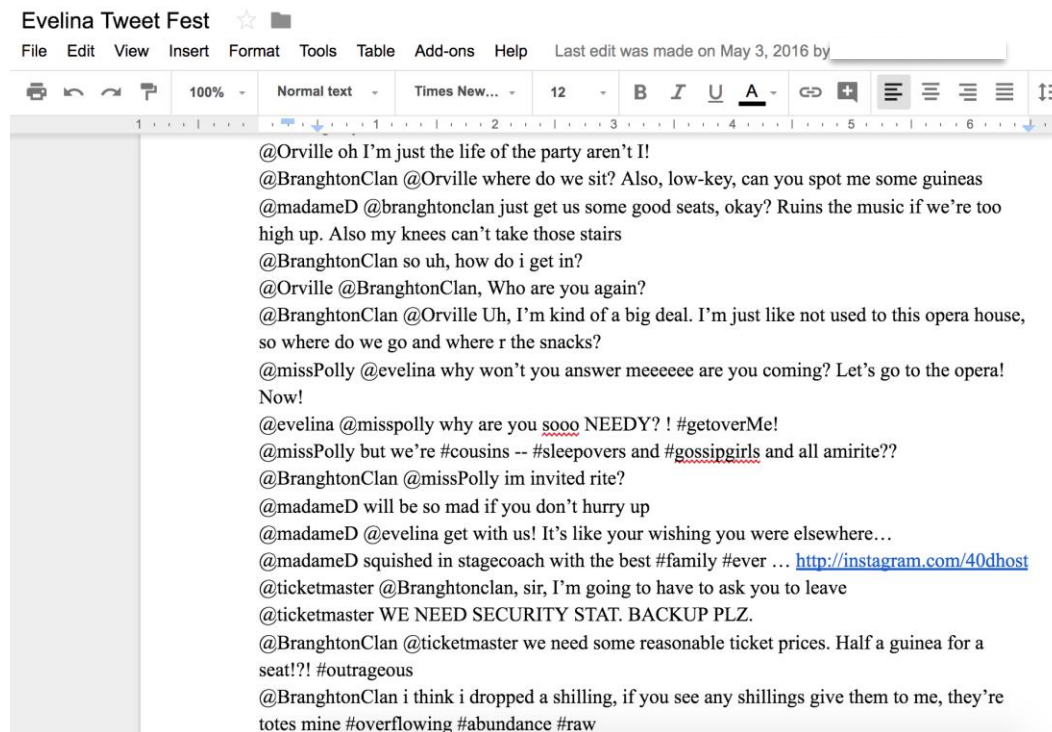 Evelina Tweet Fest
File Edit View Insert Format Tools Table Add-ons Help Last edit was made on May 3, 2016 by
100% Normal text Times New... 12 B I U A
1 1 2 3 4 5 6
@Orville oh I'm just the life of the party aren't I!
@BranghtonClan @Orville where do we sit? Also, low-key, can you spot me some guineas
@madameD @branghtonclan just get us some good seats, okay? Ruins the music if we're too
high up. Also my knees can't take those stairs
@BranghtonClan so uh, how do i get in?
@Orville @BranghtonClan, Who are you again?
@BranghtonClan @Orville Uh, I'm kind of a big deal. I'm just like not used to this opera house,
so where do we go and where r the snacks?
@missPolly @evelina why won't you answer meeeeee are you coming? Let's go to the opera!
Now!
@evelina @misspolly why are you sooo NEEDY? ! #getoverMe!
@missPolly but we're #cousins -- #sleepovers and #gossipgirls and all amirite??
@BranghtonClan @missPolly im invited rite?
@madameD will be so mad if you don't hurry up
@madameD @evelina get with us! It's like your wishing you were elsewhere…
@madameD squished in stagecoach with the best #family #ever … http://instagram.com/40dhost
@ticketmaster @Branghtonclan, sir, I'm going to have to ask you to leave
@ticketmaster WE NEED SECURITY STAT. BACKUP PLZ.
@BranghtonClan @ticketmaster we need some reasonable ticket prices. Half a guinea for a
seat!?! #outrageous
@BranghtonClan i think i dropped a shilling, if you see any shillings give them to me, they're
totes mine #overflowing #abundance #raw